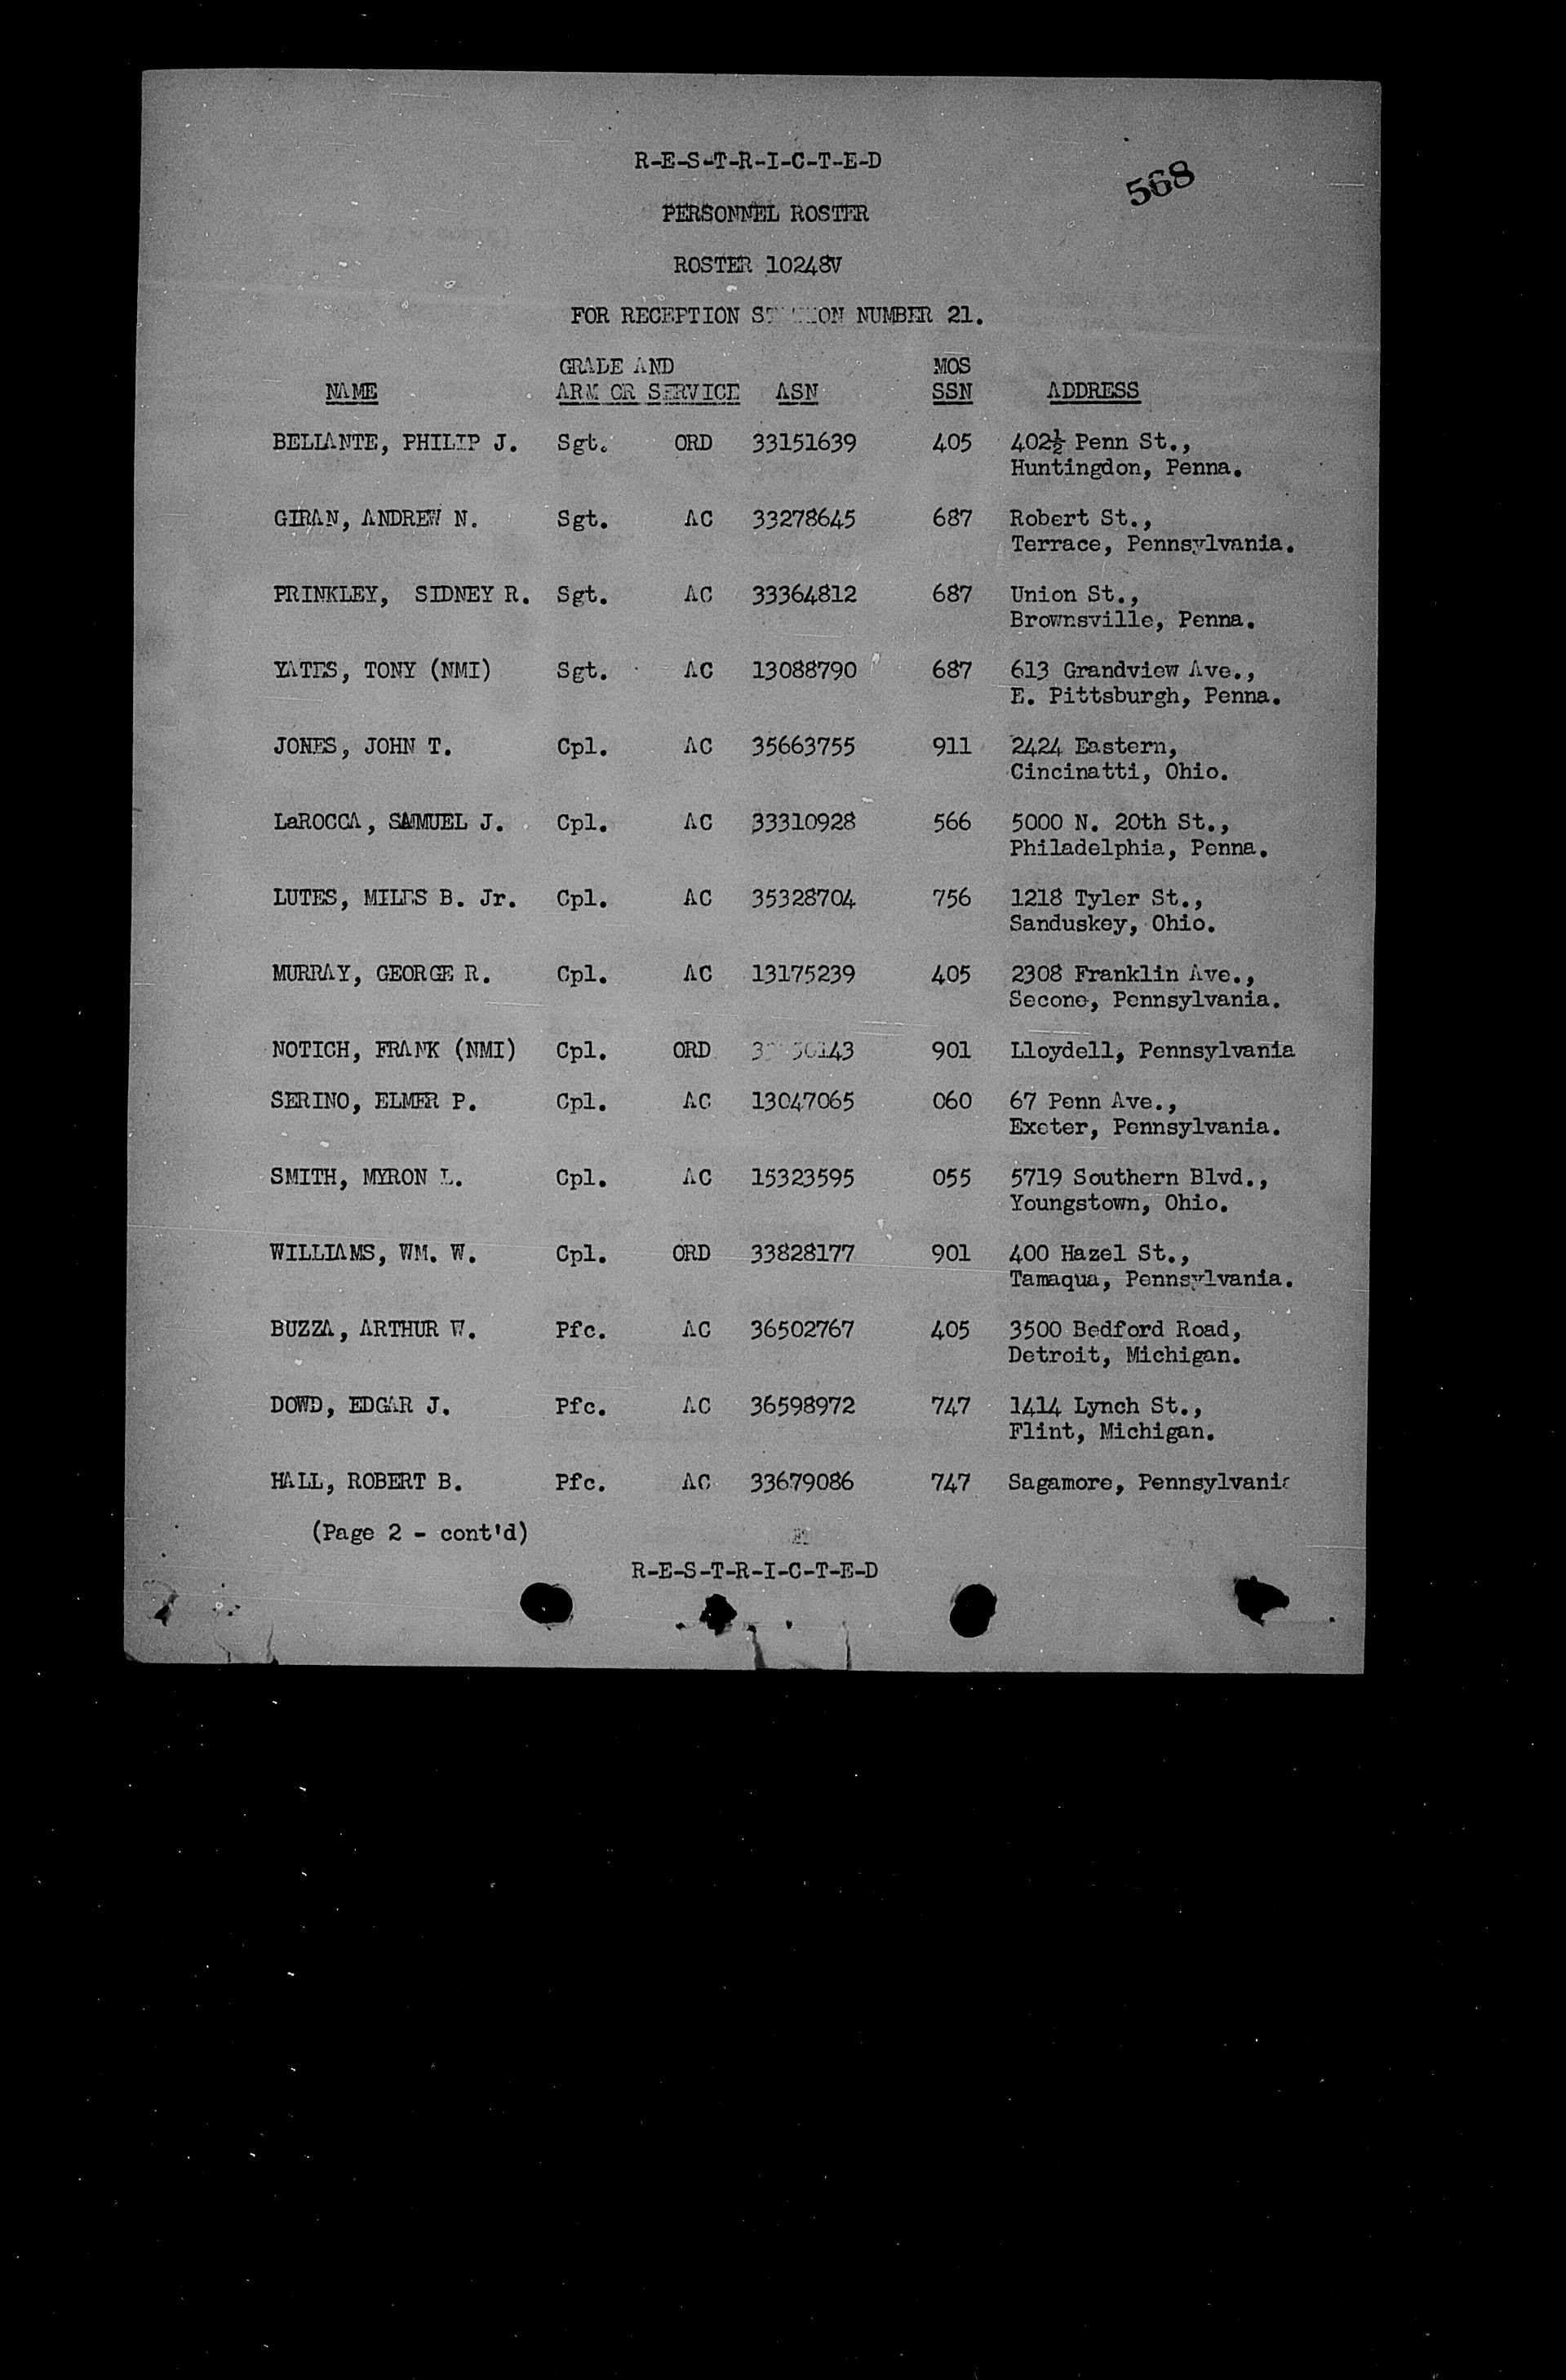 R-E-S-T-R-I-C-T-E-D
568
PERSONNEL ROSTER
ROSTER 10248V
FOR RECEPTION STATION NUMBER 21.
GRADE AND MOS
NAME ARM OR SERVICE ASN SSN ADDRESS
BELLANTE, PHILIP J. Sgt. ORD 33151639 405 402½ Penn St.,
Huntingdon, Penna.
GIRAN, ANDREW N. Sgt. AC 33278645 687 Robert St.,
Terrace, Pennsylvania.
PRINKLEY, SIDNEY R. Sgt. AC 33364812 687 Union St.,
Brownsville, Penna.
YATES, TONY (NMI) Sgt. AC 13088790 687 613 Grandview Ave.,
E. Pittsburgh, Penna.
JONES, JOHN T. Cpl. AC 35663755 911 2424 Eastern,
Cincinatti, Ohio.
LaROCCA, SAMUEL J. Cpl. AC 33310928 566 5000 N. 20th St.,
Philadelphia, Penna.
LUTES, MILES B. Jr. Cpl. AC 35328704 756 1218 Tyler St.,
Sanduskey, Ohio.
MURRAY, GEORGE R. Cpl. AC 13175239 405 2308 Franklin Ave.,
Secone, Pennsylvania.
NOTICH, FRANK (NMI) Cpl. ORD 901 Lloydell, Pennsylvania
SERINO, ELMER P. Cpl. AC 13047065 060 67 Penn Ave.,
Exeter, Pennsylvania.
SMITH, MYRON L. Cpl. AC 15323595 055 5719 Southern Blvd.,
Youngstown, Ohio.
WILLIAMS, WM. W. Cpl. ORD 33828177 901 400 Hazel St.,
Tamaqua, Pennsylvania.
BUZZA, ARTHUR W. Pfc. AC 36502767 405 3500 Bedford Road,
Detroit, Michigan.
DOWD, EDGAR J. Pfc. AC 36598972 747 1414 Lynch St.,
Flint, Michigan.
HALL, ROBERT B. Pfc. AC 33679086 747 Sagamore, Pennsylvania
(Page 2 - cont'd)
R-E-S-T-R-I-C-T-E-D